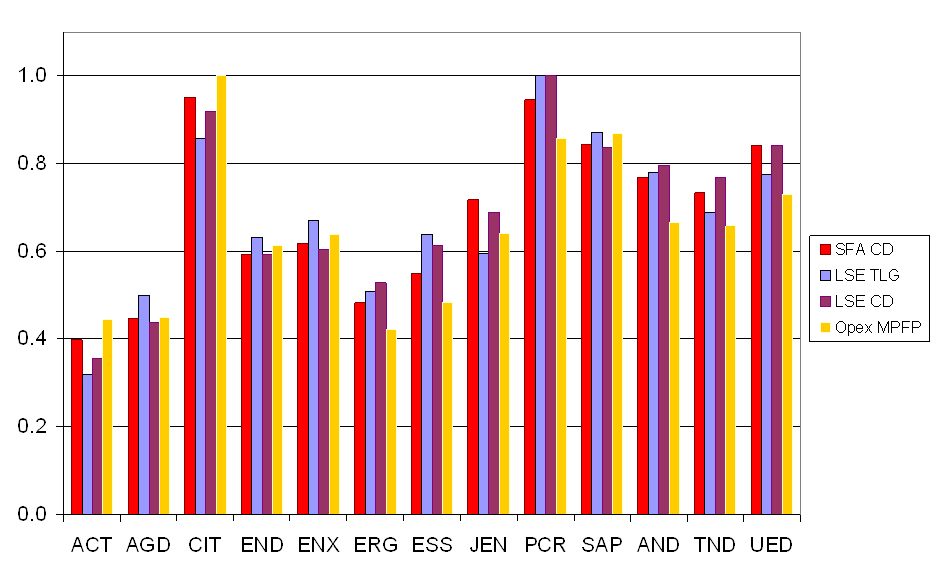 1.0
0.8
0.6
0.4
0.2
0.0
ACT AGD CIT END ENX ERG ESS JEN PCR SAP AND TND UED
SFA CD
LSE TLG
LSE CD
Opex MPFP